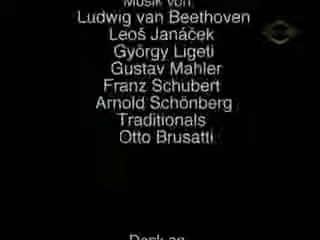 Musik von:
Ludwig van Beethoven
Leoš Janáček
György Ligeti
Gustav Mahler
Franz Schubert
Arnold Schönberg
Traditionals
Otto Brusatti
Dank an